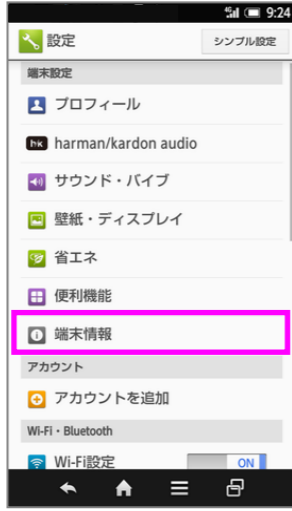 4G 9:24
設定
シンプル設定
端末設定
プロフィール
hk harman/kardon audio
サウンド・バイブ
壁紙・ディスプレイ
省エネ
便利機能
端末情報
アカウント
アカウントを追加
Wi-Fi・Bluetooth
Wi-Fi設定
ON